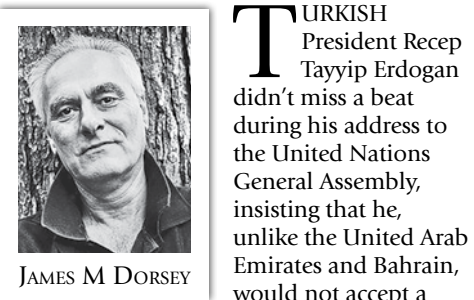 JAMES M DORSEY
TURKISH
President Recep
Tayyip Erdogan
didn’t miss a beat
during his address to
the United Nations
General Assembly,
insisting that he,
unlike the United Arab
Emirates and Bahrain,
would not accept a